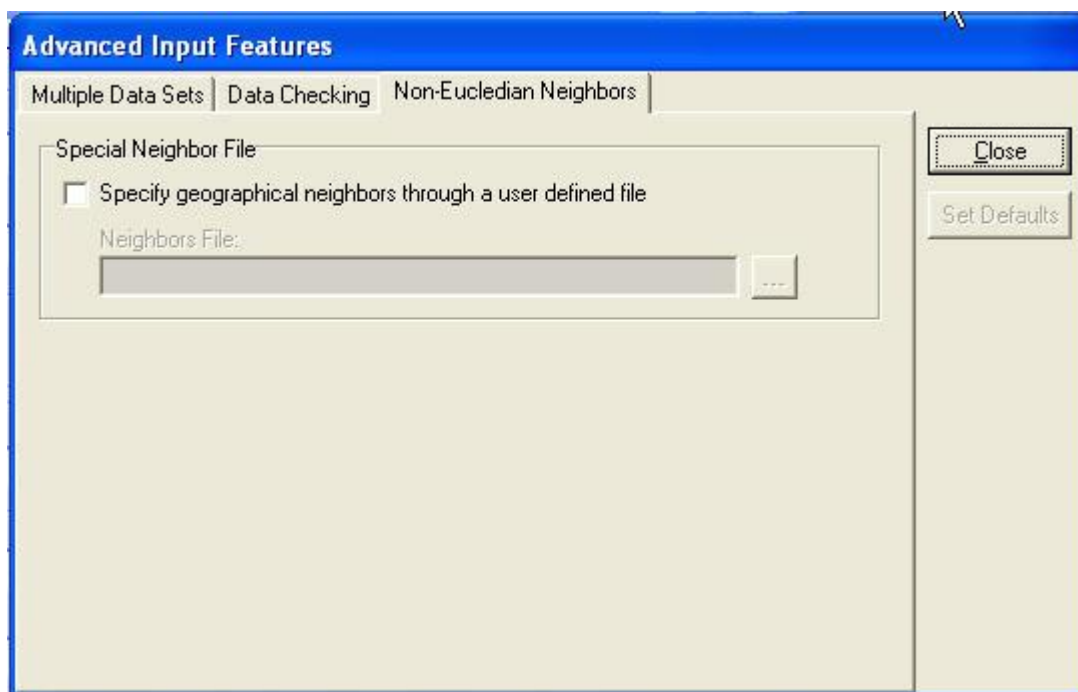 Advanced Input Features
Multiple Data Sets Data Checking Non-Eucledian Neighbors
Special Neighbor File
Close
Specify geographical neighbors through a user defined file
Set Defaults
Neighbors File:
...